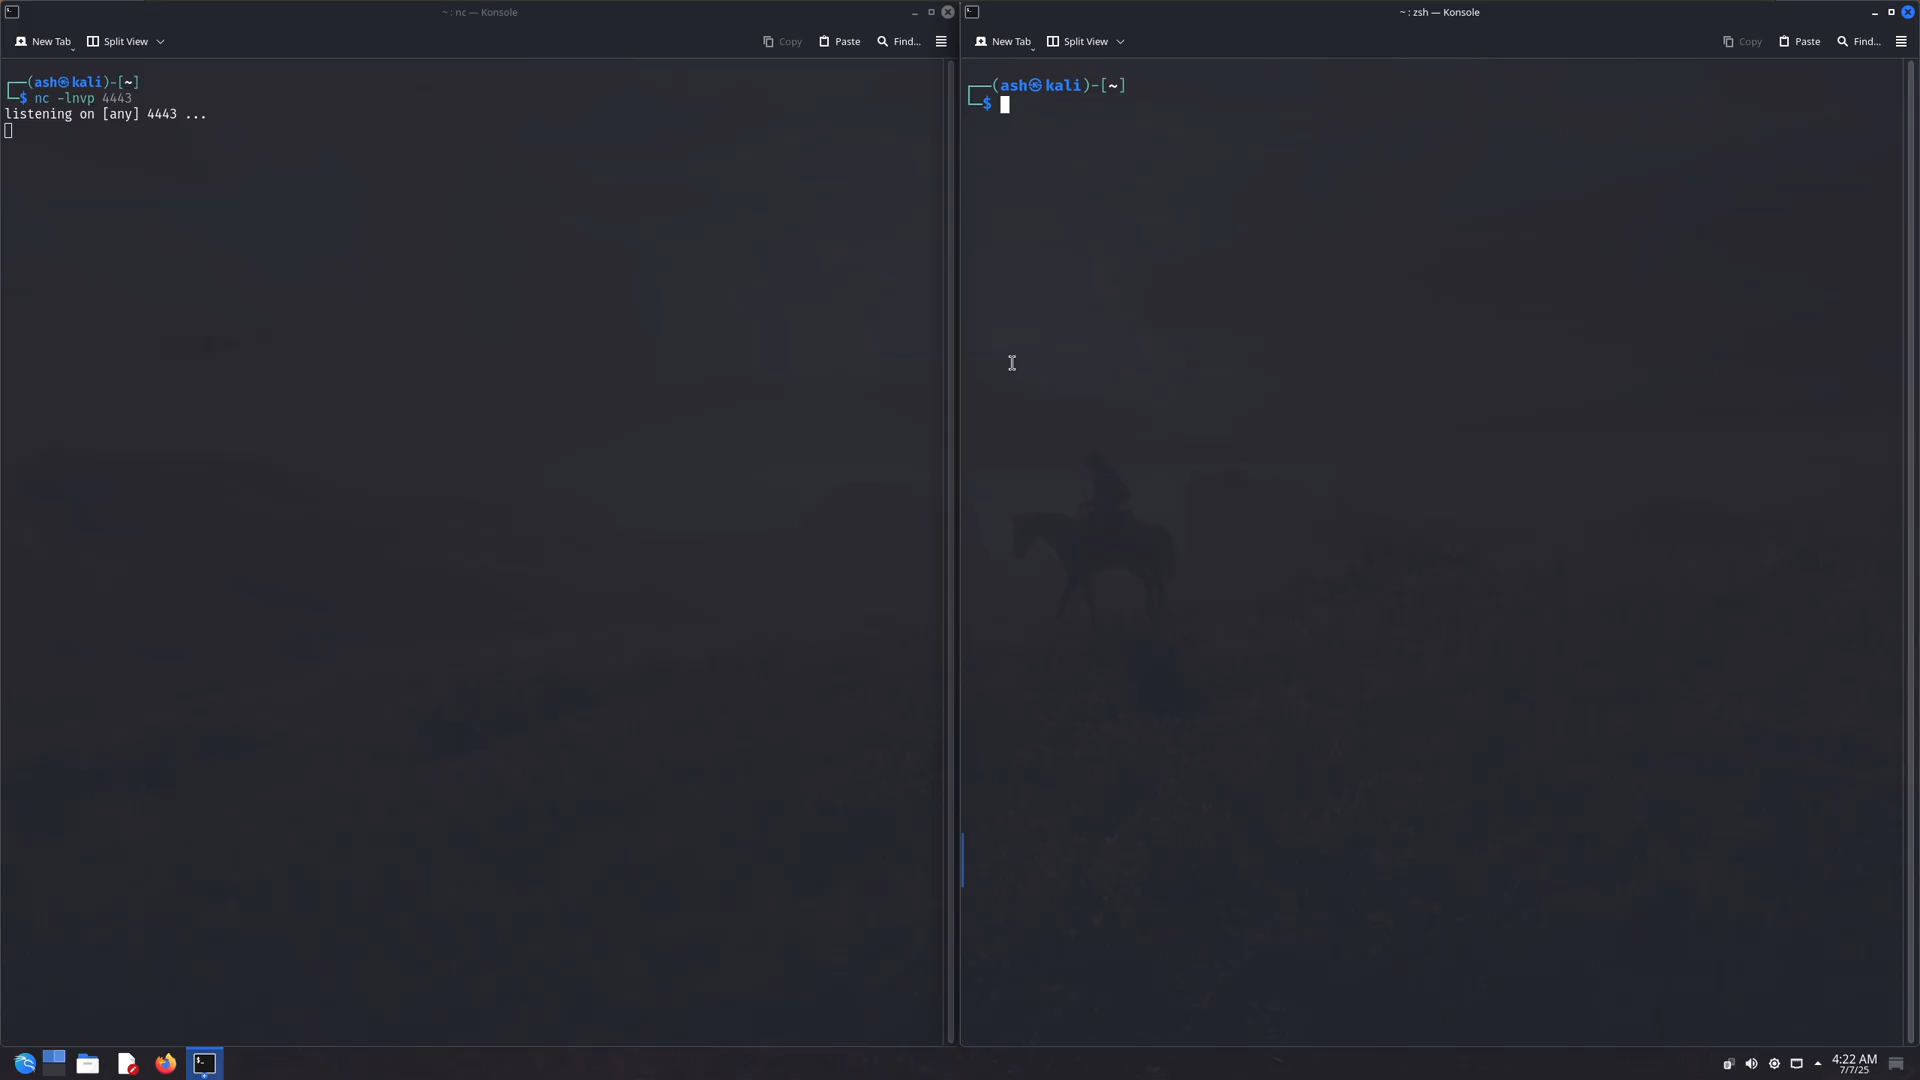 ~ : nc — Konsole
New Tab Split View Copy Paste Find...
(ash㉿kali)-[~]
$ nc -lnvp 4443
listening on [any] 4443 ...
~ : zsh — Konsole
New Tab Split View Copy Paste Find...
(ash㉿kali)-[~]
$
4:22 AM
7/7/25